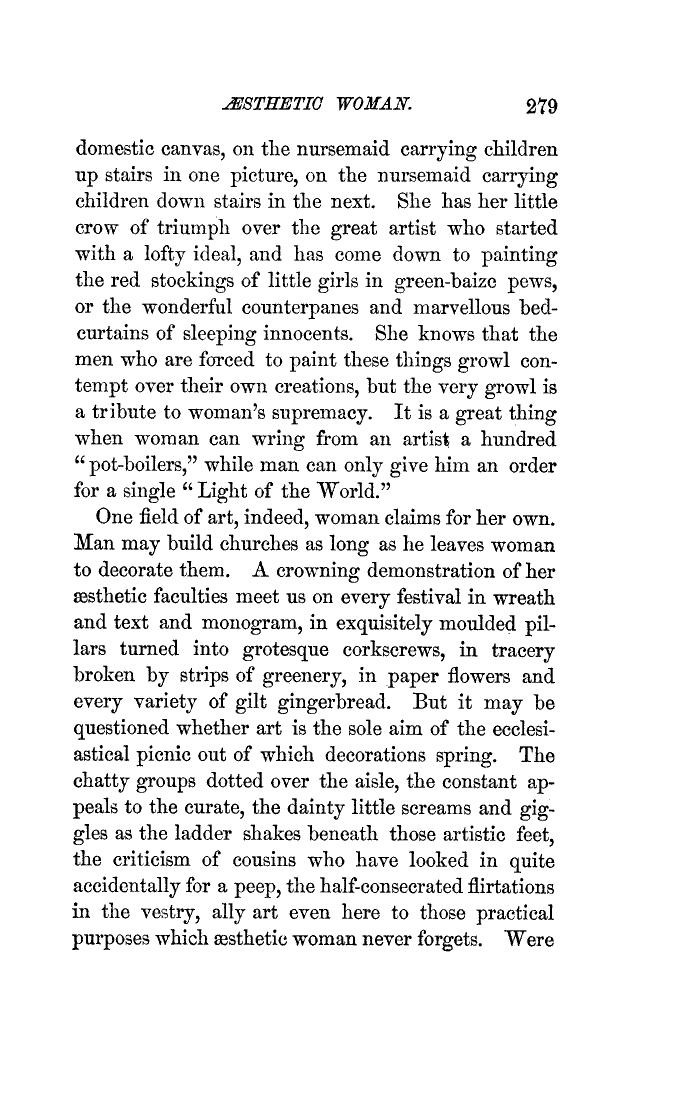 ÆSTHETIC WOMAN. 279
domestic canvas, on the nursemaid carrying children
up stairs in one picture, on the nursemaid carrying
children down stairs in the next. She has her little
crow of triumph over the great artist who started
with a lofty ideal, and has come down to painting
the red stockings of little girls in green-baize pews,
or the wonderful counterpanes and marvellous bed-
curtains of sleeping innocents. She knows that the
men who are forced to paint these things growl con-
tempt over their own creations, but the very growl is
a tribute to woman's supremacy. It is a great thing
when woman can wring from an artist a hundred
"pot-boilers," while man can only give him an order
for a single "Light of the World."
One field of art, indeed, woman claims for her own.
Man may build churches as long as he leaves woman
to decorate them. A crowning demonstration of her
æsthetic faculties meet us on every festival in wreath
and text and monogram, in exquisitely moulded pil-
lars turned into grotesque corkscrews, in tracery
broken by strips of greenery, in paper flowers and
every variety of gilt gingerbread. But it may be
questioned whether art is the sole aim of the ecclesi-
astical picnic out of which decorations spring. The
chatty groups dotted over the aisle, the constant ap-
peals to the curate, the dainty little screams and gig-
gles as the ladder shakes beneath those artistic feet,
the criticism of cousins who have looked in quite
accidentally for a peep, the half-consecrated flirtations
in the vestry, ally art even here to those practical
purposes which æsthetic woman never forgets. Were